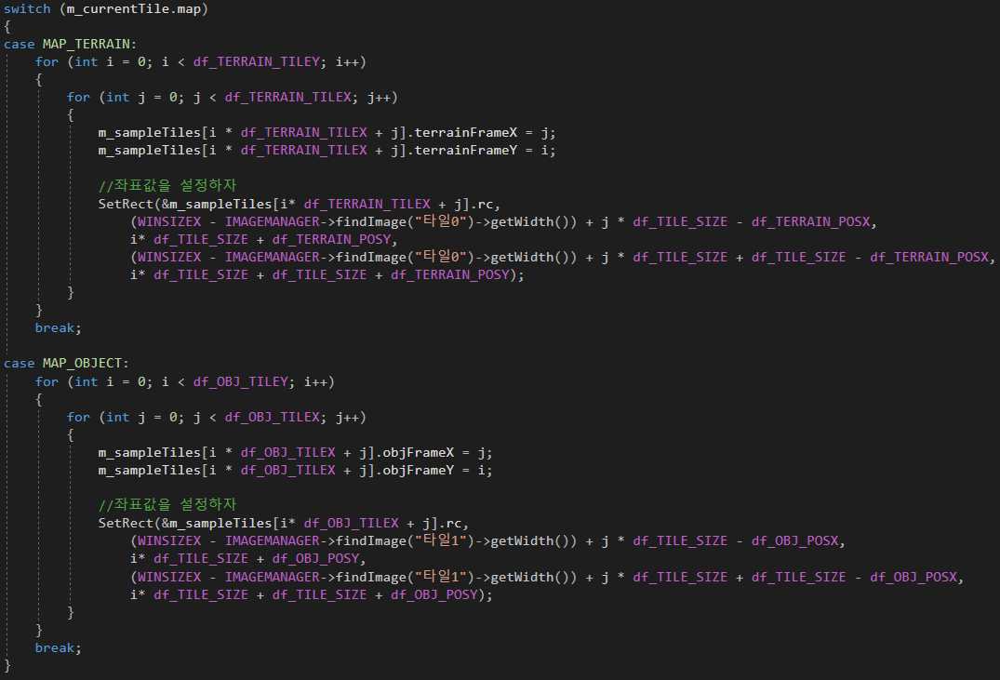 switch (m_currentTile.map)
{
case MAP_TERRAIN:
for (int i = 0; i < df_TERRAIN_TILEY; i++)
{
for (int j = 0; j < df_TERRAIN_TILEX; j++)
{
m_sampleTiles[i * df_TERRAIN_TILEX + j].terrainFrameX = j;
m_sampleTiles[i * df_TERRAIN_TILEX + j].terrainFrameY = i;
//좌표값을 설정하자
SetRect(&m_sampleTiles[i* df_TERRAIN_TILEX + j].rc,
(WINSIZEX - IMAGEMANAGER->findImage("타일0")->getWidth()) + j * df_TILE_SIZE - df_TERRAIN_POSX,
i* df_TILE_SIZE + df_TERRAIN_POSY,
(WINSIZEX - IMAGEMANAGER->findImage("타일0")->getWidth()) + j * df_TILE_SIZE + df_TILE_SIZE - df_TERRAIN_POSX,
i* df_TILE_SIZE + df_TILE_SIZE + df_TERRAIN_POSY);
}
}
break;
case MAP_OBJECT:
for (int i = 0; i < df_OBJ_TILEY; i++)
{
for (int j = 0; j < df_OBJ_TILEX; j++)
{
m_sampleTiles[i * df_OBJ_TILEX + j].objFrameX = j;
m_sampleTiles[i * df_OBJ_TILEX + j].objFrameY = i;
//좌표값을 설정하자
SetRect(&m_sampleTiles[i* df_OBJ_TILEX + j].rc,
(WINSIZEX - IMAGEMANAGER->findImage("타일1")->getWidth()) + j * df_TILE_SIZE - df_OBJ_POSX,
i* df_TILE_SIZE + df_OBJ_POSY,
(WINSIZEX - IMAGEMANAGER->findImage("타일1")->getWidth()) + j * df_TILE_SIZE + df_TILE_SIZE - df_OBJ_POSX,
i* df_TILE_SIZE + df_TILE_SIZE + df_OBJ_POSY);
}
}
break;
}